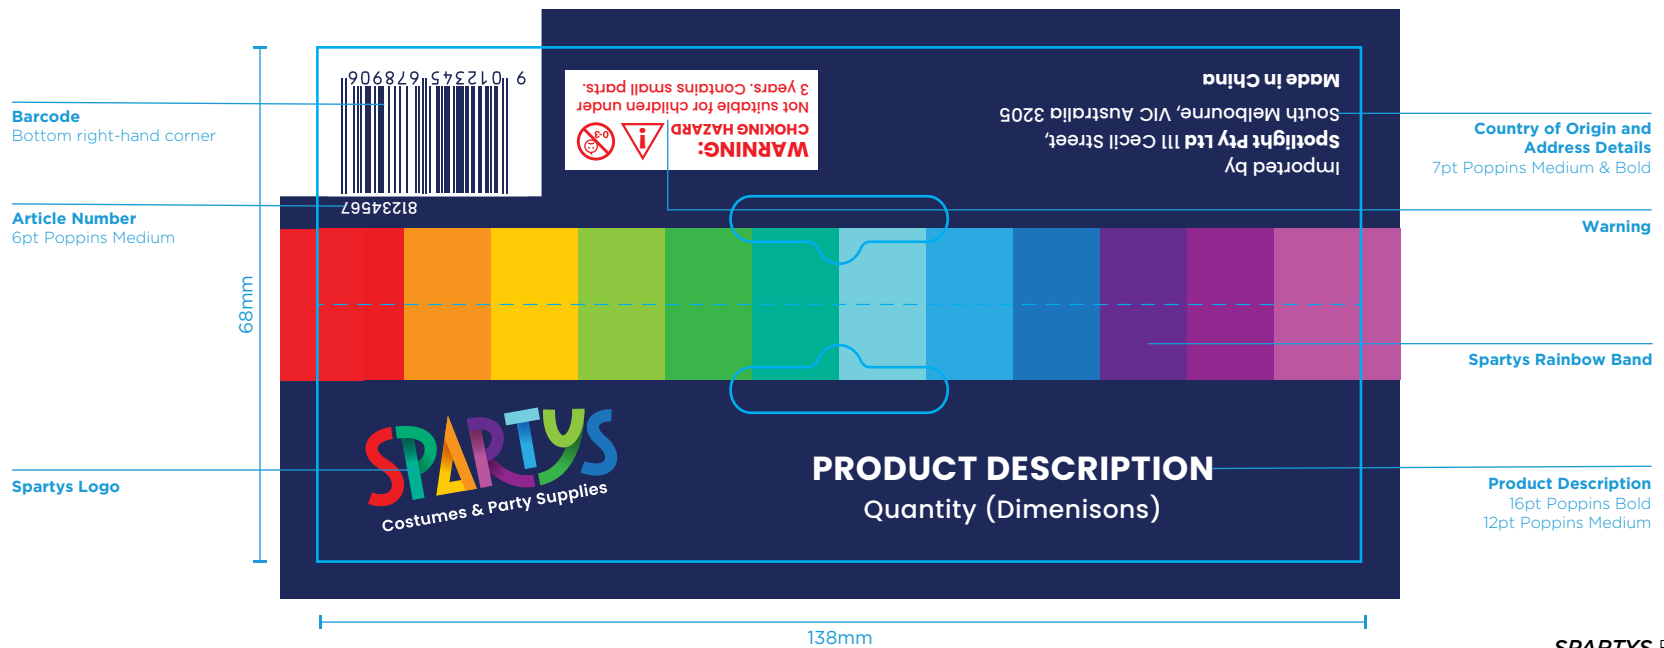 Barcode
Bottom right-hand corner
Article Number
6pt Poppins Medium
Spartys Logo
68mm
138mm
9 012345 678906
81234567
WARNING:
CHOKING HAZARD
0-3
Not suitable for children under
3 years. Contains small parts.
Imported by
Spotlight Pty Ltd 111 Cecil Street,
South Melbourne, VIC Australia 3205
Made in China
SPARTYS
Costumes & Party Supplies
PRODUCT DESCRIPTION
Quantity (Dimenisons)
Country of Origin and
Address Details
7pt Poppins Medium & Bold
Warning
Spartys Rainbow Band
Product Description
16pt Poppins Bold
12pt Poppins Medium
SPARTYS